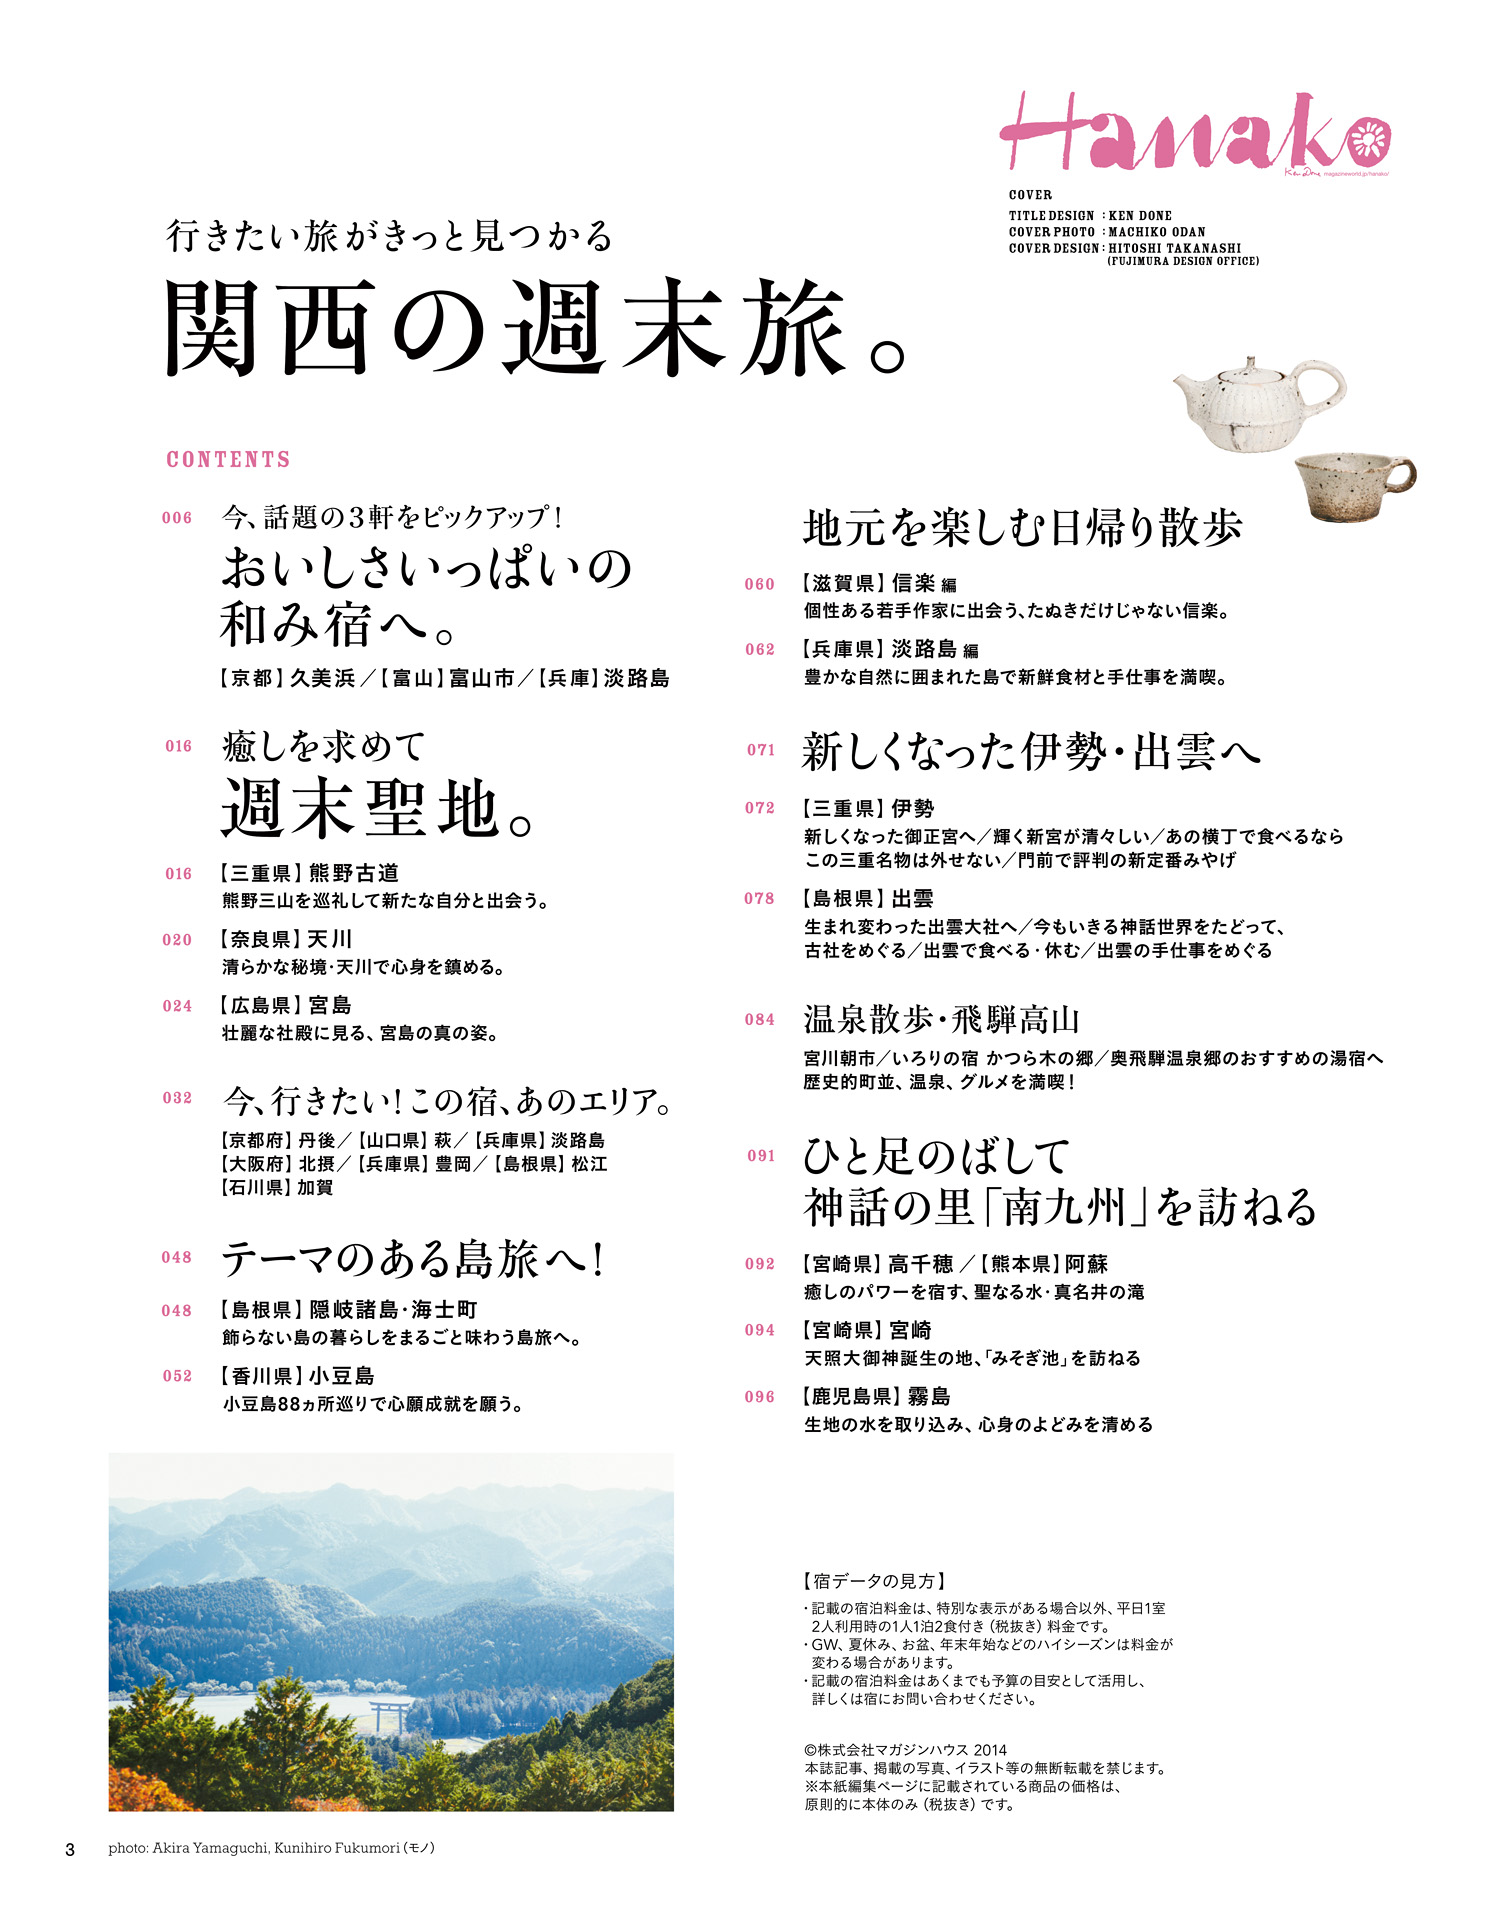 Hanako
Ken Done magazineworld.jp/hanako/
COVER
TITLE DESIGN : KEN DONE
COVER PHOTO : MACHIKO ODAN
COVER DESIGN : HITOSHI TAKANASHI
(FUJIMURA DESIGN OFFICE)
行きたい旅がきっと見つかる
関西の週末旅。
CONTENTS
006 今、話題の3軒をピックアップ!
おいしさいっぱいの
和み宿へ。
【京都】久美浜/【富山】富山市/【兵庫】淡路島
016 癒しを求めて
週末聖地。
016 【三重県】熊野古道
熊野三山を巡礼して新たな自分と出会う。
020 【奈良県】天川
清らかな秘境・天川で心身を鎮める。
024 【広島県】宮島
壮麗な社殿に見る、宮島の真の姿。
032 今、行きたい!この宿、あのエリア。
【京都府】丹後/【山口県】萩/【兵庫県】淡路島
【大阪府】北摂/【兵庫県】豊岡/【島根県】松江
【石川県】加賀
048 テーマのある島旅へ!
048 【島根県】隠岐諸島・海士町
飾らない島の暮らしをまるごと味わう島旅へ。
052 【香川県】小豆島
小豆島88ヵ所巡りで心願成就を願う。
地元を楽しむ日帰り散歩
060 【滋賀県】信楽 編
個性ある若手作家に出会う、たぬきだけじゃない信楽。
062 【兵庫県】淡路島 編
豊かな自然に囲まれた島で新鮮食材と手仕事を満喫。
071 新しくなった伊勢・出雲へ
072 【三重県】伊勢
新しくなった御正宮へ/輝く新宮が清々しい/あの横丁で食べるなら
この三重名物は外せない/門前で評判の新定番みやげ
078 【島根県】出雲
生まれ変わった出雲大社へ/今もいきる神話世界をたどって、
古社をめぐる/出雲で食べる・休む/出雲の手仕事をめぐる
084 温泉散歩・飛騨高山
宮川朝市/いろりの宿 かつら木の郷/奥飛騨温泉郷のおすすめの湯宿へ
歴史的町並、温泉、グルメを満喫!
091 ひと足のばして
神話の里「南九州」を訪ねる
092 【宮崎県】高千穂/【熊本県】阿蘇
癒しのパワーを宿す、聖なる水・真名井の滝
094 【宮崎県】宮崎
天照大御神誕生の地、「みそぎ池」を訪ねる
096 【鹿児島県】霧島
生地の水を取り込み、心身のよどみを清める
【宿データの見方】
・記載の宿泊料金は、特別な表示がある場合以外、平日1室
2人利用時の1人1泊2食付き(税抜き)料金です。
・GW、夏休み、お盆、年末年始などのハイシーズンは料金が
変わる場合があります。
・記載の宿泊料金はあくまでも予算の目安として活用し、
詳しくは宿にお問い合わせください。
©株式会社マガジンハウス 2014
本誌記事、掲載の写真、イラスト等の無断転載を禁じます。
※本紙編集ページに記載されている商品の価格は、
原則的に本体のみ(税抜き)です。
3 photo: Akira Yamaguchi, Kunihiro Fukumori(モノ)